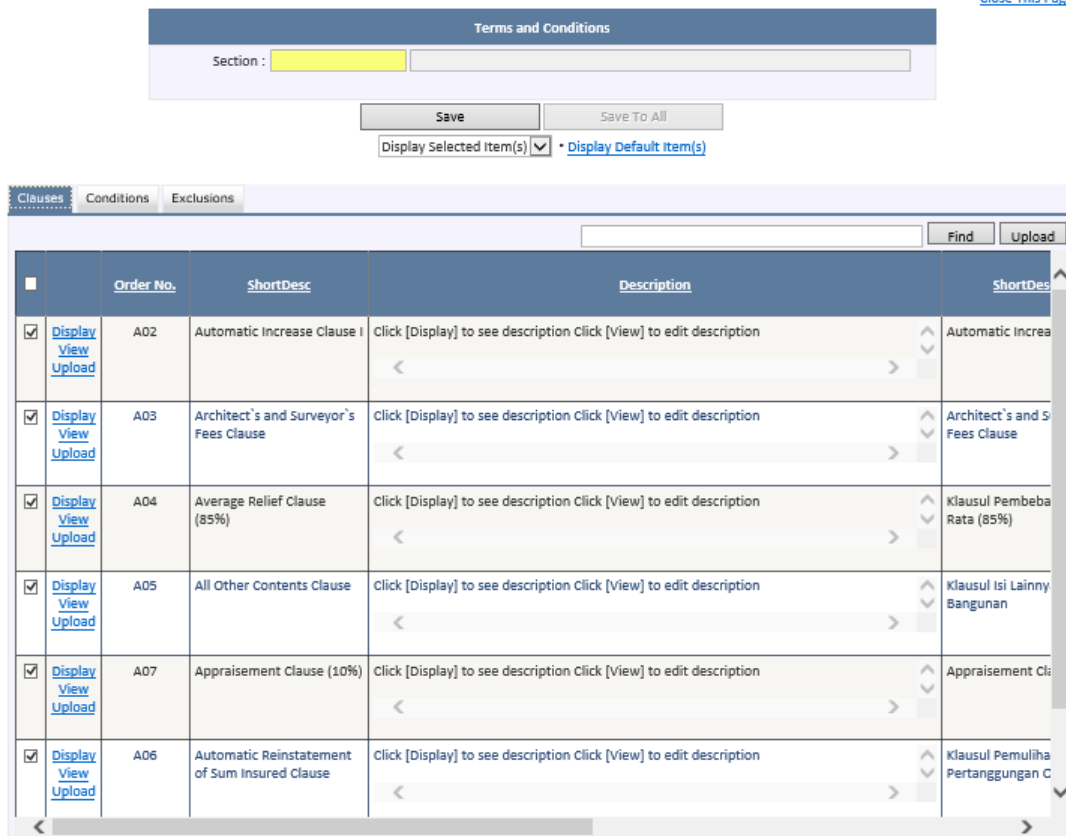 Close This Pag
Terms and Conditions
Section :
Save Save To All
Display Selected Item(s) • Display Default Item(s)
Clauses Conditions Exclusions
Find Upload
Order No. ShortDesc Description ShortDes
Display View Upload A02 Automatic Increase Clause I Click [Display] to see description Click [View] to edit description Automatic Increa
Display View Upload A03 Architect`s and Surveyor`s Fees Clause Click [Display] to see description Click [View] to edit description Architect`s and S Fees Clause
Display View Upload A04 Average Relief Clause (85%) Click [Display] to see description Click [View] to edit description Klausul Pembeba Rata (85%)
Display View Upload A05 All Other Contents Clause Click [Display] to see description Click [View] to edit description Klausul Isi Lainny Bangunan
Display View Upload A07 Appraisement Clause (10%) Click [Display] to see description Click [View] to edit description Appraisement Cla
Display View Upload A06 Automatic Reinstatement of Sum Insured Clause Click [Display] to see description Click [View] to edit description Klausul Pemuliha Pertanggungan O